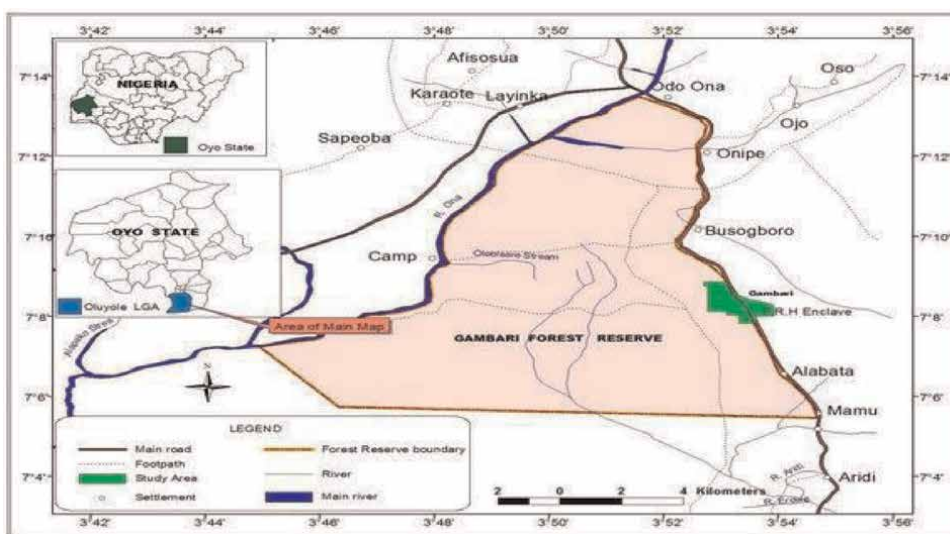 3°42' 3°44' 3°46' 3°48' 3°50' 3°52' 3°54' 3°56'
7°14'
7°12'
7°10'
7°8'
7°6'
7°4'
NIGERIA
Oyo State
OYO STATE
Oluyole LGA
Area of Main Map
Afisosua
Karaote
Layinka
Odo Ona
Oso
Ojo
Sapeoba
Onipe
R. Ona
Busogboro
Camp
Stream
Gambari
F.R.H Enclave
GAMBARI FOREST RESERVE
Alabata
Mamu
Aridi
R. Aridi
N
LEGEND
Main road
Footpath
Study Area
Settlement
Forest Reserve boundary
River
Main river
2 0 2 4 Kilometers
7°14'
7°12'
7°10'
7°8'
7°6'
7°4'
3°42' 3°44' 3°46' 3°48' 3°50' 3°52' 3°54' 3°56'